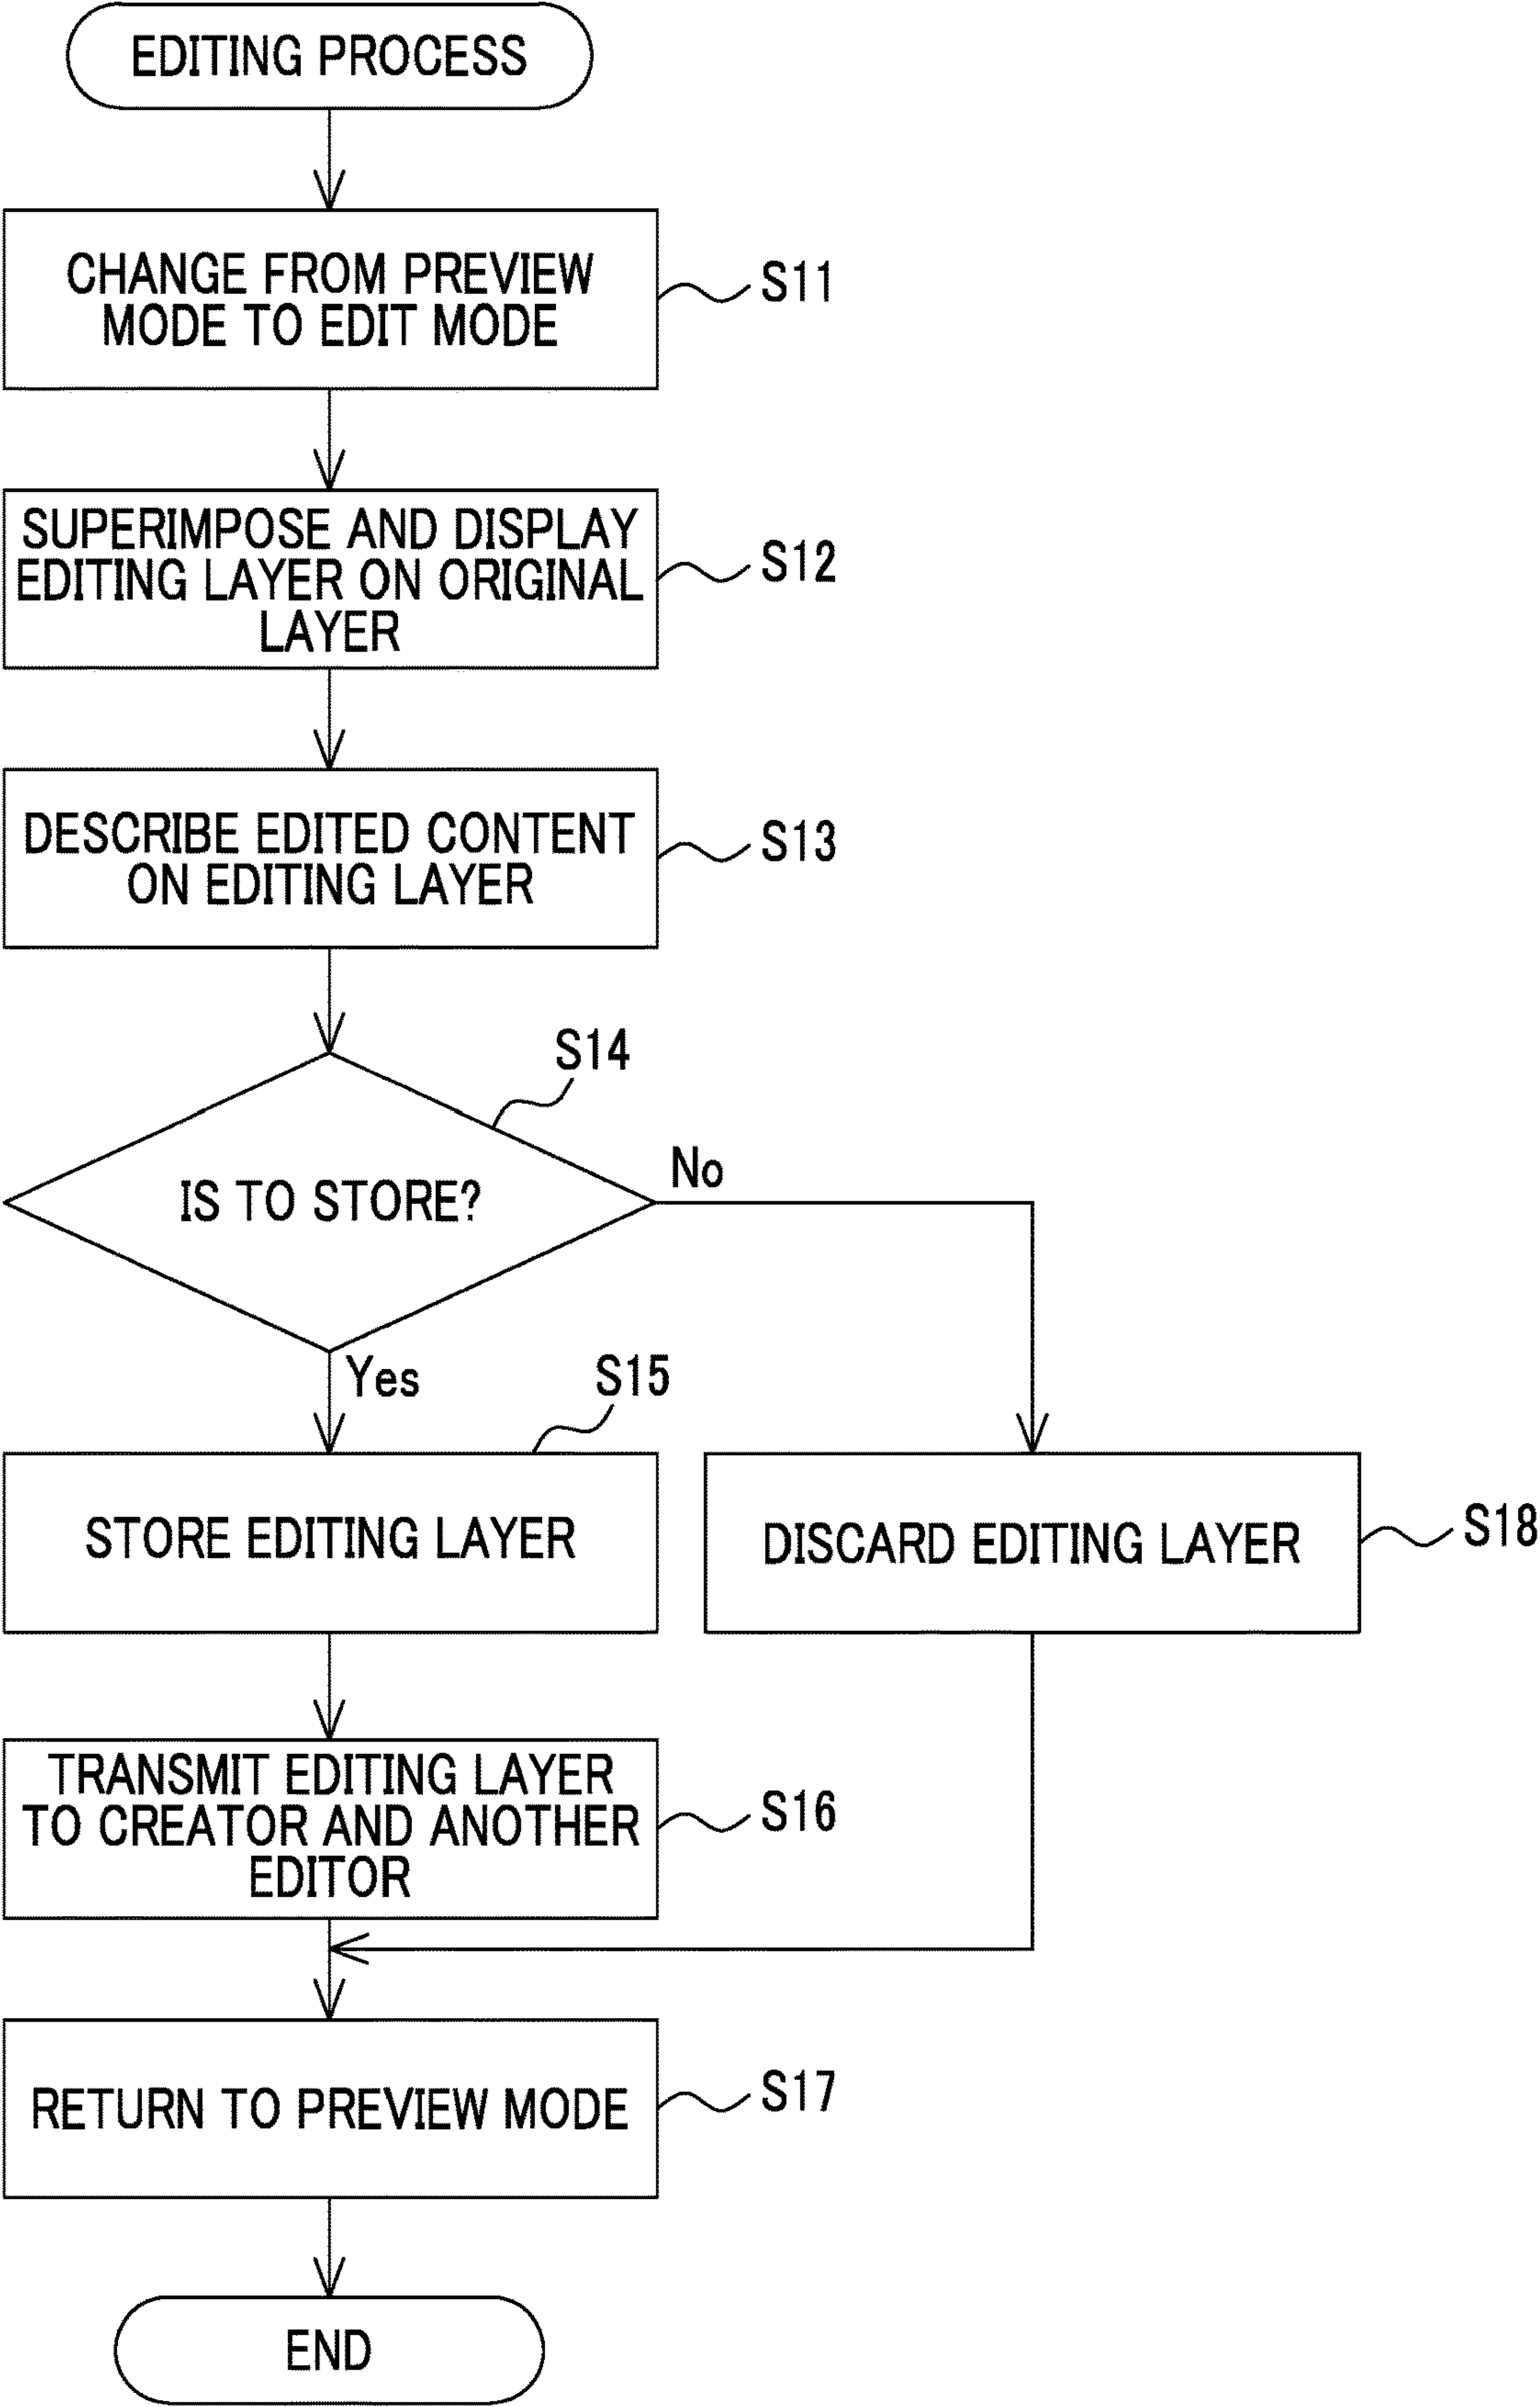 EDITING PROCESS
CHANGE FROM PREVIEW
MODE TO EDIT MODE
S11
SUPERIMPOSE AND DISPLAY
EDITING LAYER ON ORIGINAL
LAYER
S12
DESCRIBE EDITED CONTENT
ON EDITING LAYER
S13
S14
IS TO STORE?
No
Yes
S15
STORE EDITING LAYER
DISCARD EDITING LAYER
S18
TRANSMIT EDITING LAYER
TO CREATOR AND ANOTHER
EDITOR
S16
RETURN TO PREVIEW MODE
S17
END